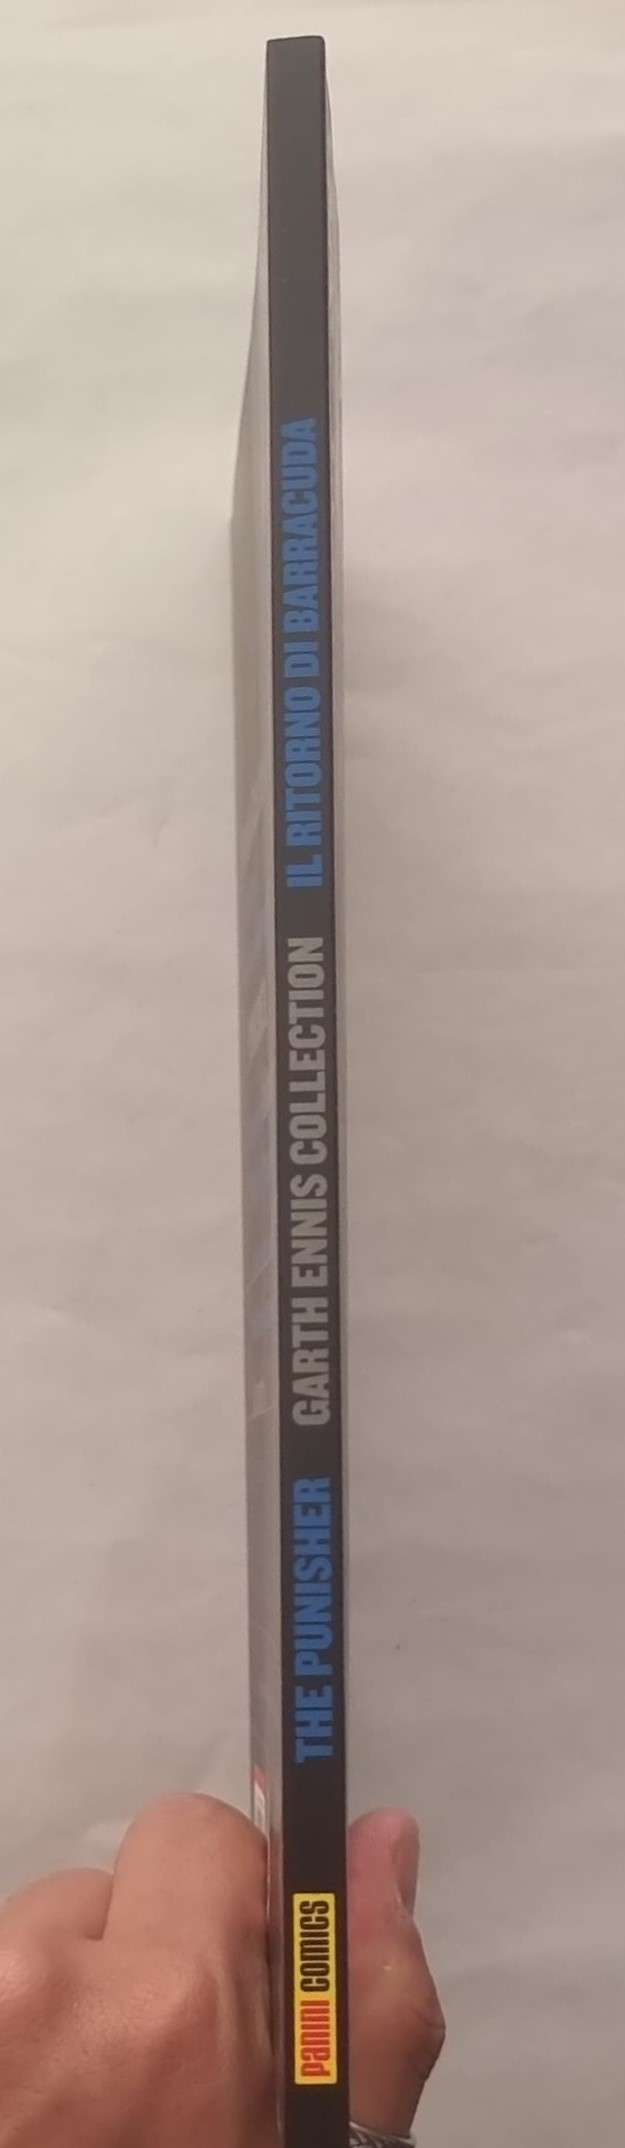 PANINI COMICS
THE PUNISHER GARTH ENNIS COLLECTION IL RITORNO DI BARRACUDA